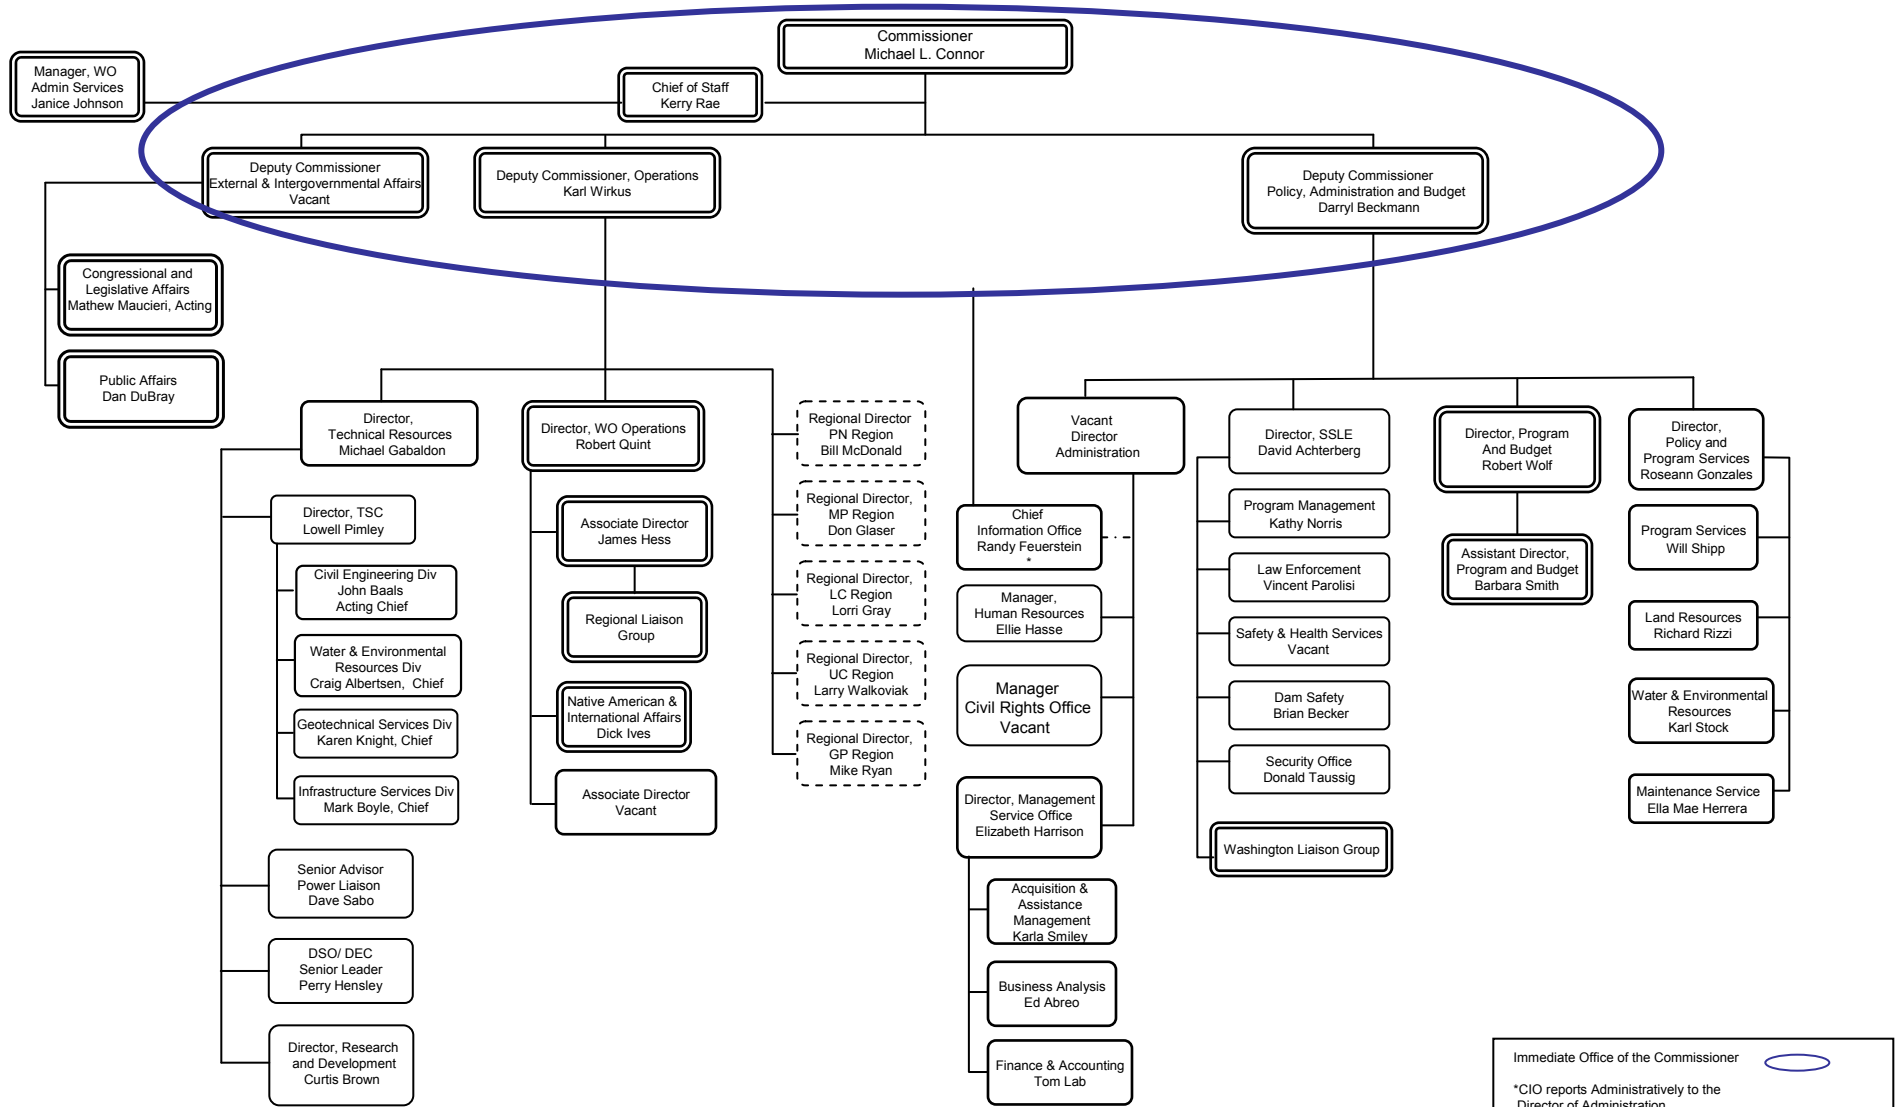 Commissioner
Michael L. Connor
Manager, WO
Admin Services
Janice Johnson
Chief of Staff
Kerry Rae
Deputy Commissioner
External & Intergovernmental Affairs
Vacant
Deputy Commissioner, Operations
Karl Wirkus
Deputy Commissioner
Policy, Administration and Budget
Darryl Beckmann
Congressional and
Legislative Affairs
Mathew Maucieri, Acting
Public Affairs
Dan DuBray
Director,
Technical Resources
Michael Gabaldon
Director, TSC
Lowell Pimley
Civil Engineering Div
John Baals
Acting Chief
Water & Environmental
Resources Div
Craig Albertsen, Chief
Geotechnical Services Div
Karen Knight, Chief
Infrastructure Services Div
Mark Boyle, Chief
Senior Advisor
Power Liaison
Dave Sabo
DSO/ DEC
Senior Leader
Perry Hensley
Director, Research
and Development
Curtis Brown
Director, WO Operations
Robert Quint
Associate Director
James Hess
Regional Liaison
Group
Native American &
International Affairs
Dick Ives
Associate Director
Vacant
Regional Director
PN Region
Bill McDonald
Regional Director,
MP Region
Don Glaser
Regional Director,
LC Region
Lorri Gray
Regional Director,
UC Region
Larry Walkoviak
Regional Director,
GP Region
Mike Ryan
Vacant
Director
Administration
Chief
Information Office
Randy Feuerstein
*
Manager,
Human Resources
Ellie Hasse
Manager
Civil Rights Office
Vacant
Director, Management
Service Office
Elizabeth Harrison
Acquisition &
Assistance
Management
Karla Smiley
Business Analysis
Ed Abreo
Finance & Accounting
Tom Lab
Director, SSLE
David Achterberg
Program Management
Kathy Norris
Law Enforcement
Vincent Parolisi
Safety & Health Services
Vacant
Dam Safety
Brian Becker
Security Office
Donald Taussig
Washington Liaison Group
Director, Program
And Budget
Robert Wolf
Assistant Director,
Program and Budget
Barbara Smith
Director,
Policy and
Program Services
Roseann Gonzales
Program Services
Will Shipp
Land Resources
Richard Rizzi
Water & Environmental
Resources
Karl Stock
Maintenance Service
Ella Mae Herrera
Immediate Office of the Commissioner
*CIO reports Administratively to the
Director of Administration